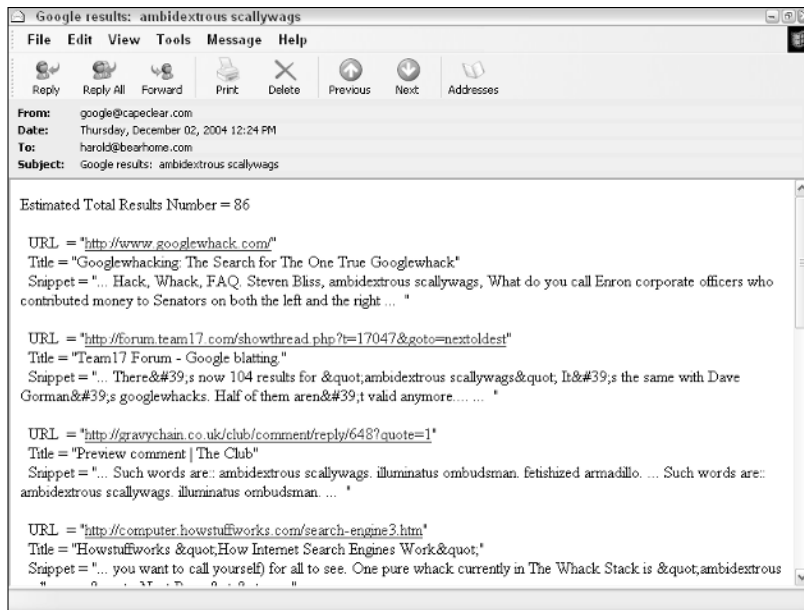 Google results: ambidextrous scallywags
File Edit View Tools Message Help
Reply Reply All Forward Print Delete Previous Next Addresses
From: google@capeclear.com
Date: Thursday, December 02, 2004 12:24 PM
To: harold@bearhome.com
Subject: Google results: ambidextrous scallywags
Estimated Total Results Number = 86
URL = "http://www.googlewhack.com/"
Title = "Googlewhacking: The Search for The One True Googlewhack"
Snippet = "... Hack, Whack, FAQ. Steven Bliss, ambidextrous scallywags, What do you call Enron corporate officers who
contributed money to Senators on both the left and the right ... "
URL = "http://forum.team17.com/showthread.php?t=17047&goto=nextoldest"
Title = "Team17 Forum - Google blatting."
Snippet = "... There&#39;s now 104 results for &quot;ambidextrous scallywags&quot; It&#39;s the same with Dave
Gorman&#39;s googlewhacks. Half of them aren&#39;t valid anymore.... ... "
URL = "http://gravychain.co.uk/club/comment/reply/648?quote=1"
Title = "Preview comment | The Club"
Snippet = "... Such words are:: ambidextrous scallywags. illuminatus ombudsman. fetishized armadillo. ... Such words are::
ambidextrous scallywags. illuminatus ombudsman. ... "
URL = "http://computer.howstuffworks.com/search-engine3.htm"
Title = "Howstuffworks &quot;How Internet Search Engines Work&quot;"
Snippet = "... you want to call yourself) for all to see. One pure whack currently in The Whack Stack is &quot;ambidextrous